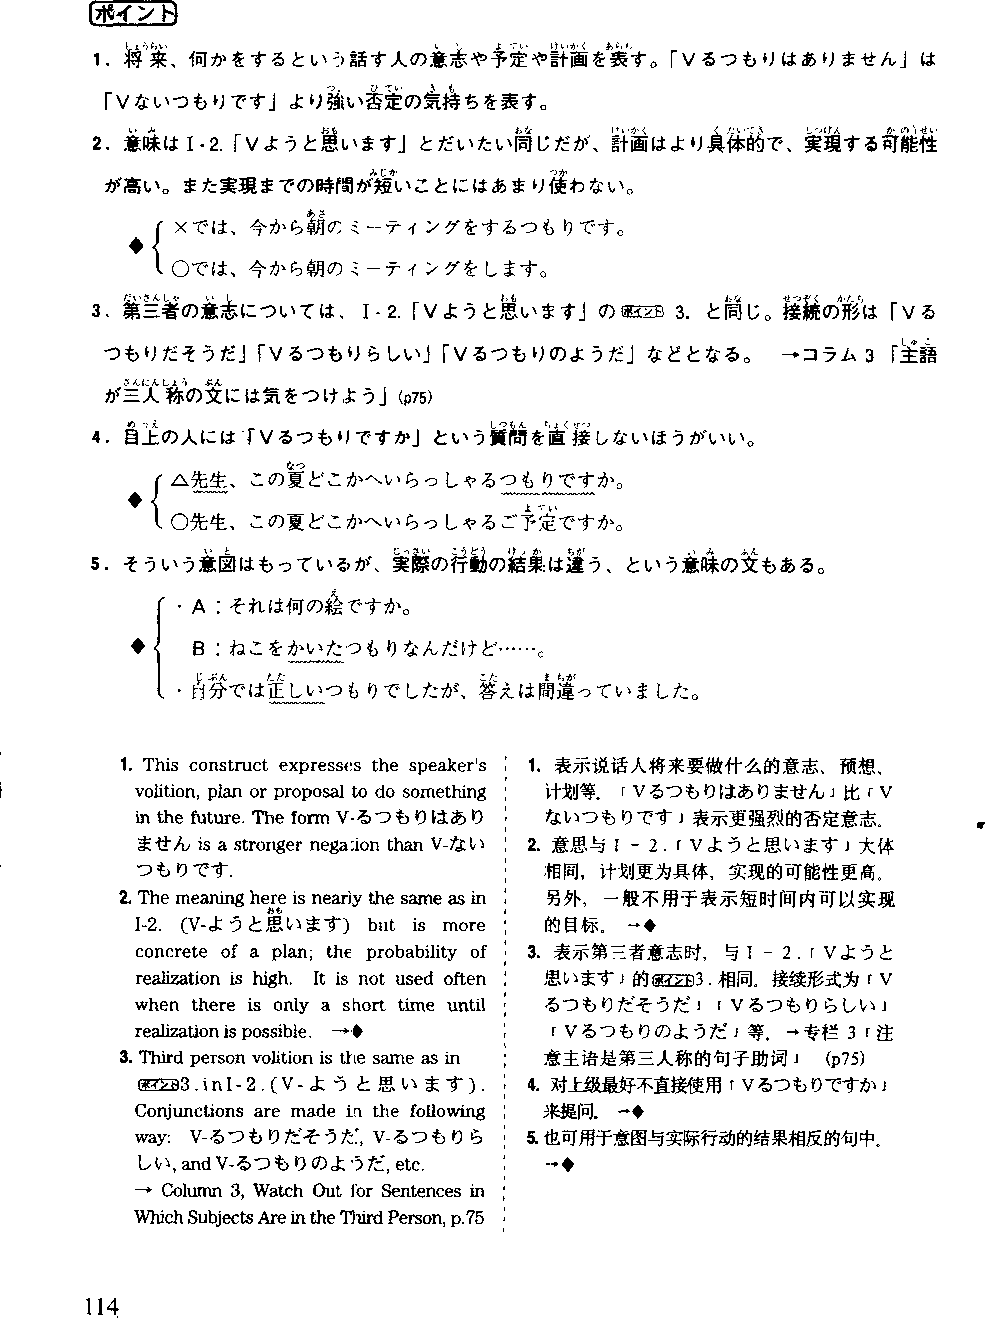 ポイント
1. 将来、何かをするという話す人の意志や予定や計画を表す。「Vるつもりはありません」は
「Vないつもりです」より強い否定の気持ちを表す。
2. 意味はI-2.「Vようと思います」とだいたい同じだが、計画はより具体的で、実現する可能性
が高い。また実現までの時間が短いことにはあまり使わない。
◆ ×では、今から朝のミーティングをするつもりです。
○では、今から朝のミーティングをします。
3. 第三者の意志については、I-2.「Vようと思います」のポイント3. と同じ。接続の形は「Vる
つもりだそうだ」「Vるつもりらしい」「Vるつもりのようだ」などとなる。 →コラム3「主語
が三人称の文には気をつけよう」(p75)
4. 目上の人には「Vるつもりですか」という質問を直接しないほうがいい。
◆ △先生、この夏どこかへいらっしゃるつもりですか。
○先生、この夏どこかへいらっしゃるご予定ですか。
5. そういう意図はもっているが、実際の行動の結果は違う、という意味の文もある。
・A：それは何の絵ですか。
◆ B：ねこをかいたつもりなんだけど……。
・自分では正しいつもりでしたが、答えは間違っていました。
1. This construct expresses the speaker's
volition, plan or proposal to do something
in the future. The form V-るつもりはあり
ません is a stronger negation than V-ない
つもりです.
2. The meaning here is nearly the same as in
I-2. (V-ようと思います) but is more
concrete of a plan; the probability of
realization is high. It is not used often
when there is only a short time until
realization is possible. →◆
3. Third person volition is the same as in
ポイント3.inI-2.(V-ようと思います).
Conjunctions are made in the following
way: V-るつもりだそうだ, V-るつもりら
しい, and V-るつもりのようだ, etc.
→ Column 3, Watch Out for Sentences in
Which Subjects Are in the Third Person, p.75
1. 表示说话人将来要做什么的意志、预想、
计划等.「Vるつもりはありません」比「V
ないつもりです」表示更强烈的否定意志.
2. 意思与I-2.「Vようと思います」大体
相同, 计划更为具体, 实现的可能性更高.
另外, 一般不用于表示短时间内可以实现
的目标. →◆
3. 表示第三者意志时, 与I-2.「Vようと
思います」的ポイント3.相同. 接续形式为「V
るつもりだそうだ」「Vるつもりらしい」
「Vるつもりのようだ」等. →专栏3「注
意主语是第三人称的句子助词」 (p75)
4. 对上级最好不直接使用「Vるつもりですか」
来提问. →◆
5. 也可用于意图与实际行动的结果相反的句中.
→◆
114